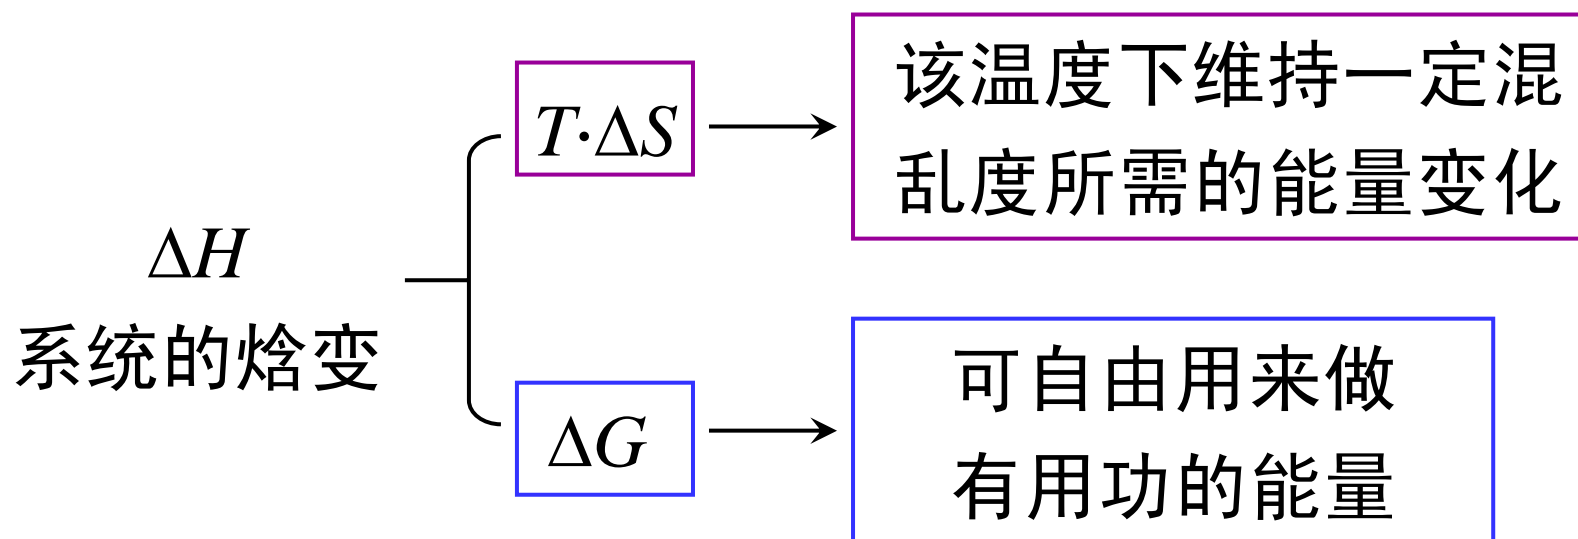 ΔH
系统的焓变
T·ΔS
该温度下维持一定混
乱度所需的能量变化
ΔG
可自由用来做
有用功的能量